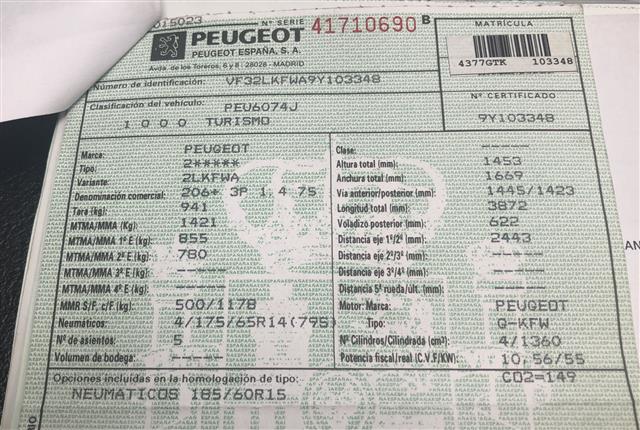 015023
Nº SERIE 41710690 B
PEUGEOT
PEUGEOT ESPAÑA, S. A.
Avda. de los Toreros, 6 y 8 - 28028 - MADRID
MATRÍCULA
4377GTK 103348
Número de identificación: VF32LKFWA9Y103348
Clasificación del vehículo: PEU6074J
1000 TURISMO
Nº CERTIFICADO
9Y103348
Marca: PEUGEOT
Tipo: 2*****
Variante: 2LKFWA
Denominación comercial: 206+ 3P 1.4 75
Tara (kg): 941
MTMA/MMA (Kg): 1421
MTMA/MMA 1º E (kg): 855
MTMA/MMA 2º E (kg): 780
MTMA/MMA 3º E (kg): -----
MTMA/MMA 4º E (kg): -----
MMR S/F, c/F (kg): 500/1178
Neumáticos: 4/175/65R14(795)
Nº de asientos: 5
Volumen de bodega: -----
Clase: -----
Altura total (mm): 1453
Anchura total (mm): 1669
Vía anterior/posterior (mm): 1445/1423
Longitud total (mm): 3872
Voladizo posterior (mm): 622
Distancia eje 1º/2º (mm): 2443
Distancia eje 2º/3º (mm): -----
Distancia eje 3º/4º (mm): -----
Distancia 5ª rueda/últ. (mm): -----
Motor: Marca: PEUGEOT
Tipo: Q-KFW
Nº Cilindros/Cilindrada (cm³): 4/1360
Potencia fiscal/real (C.V.F/KW): 10,56/55
CO2=149
Opciones incluidas en la homologación de tipo:
NEUMATICOS 185/60R15